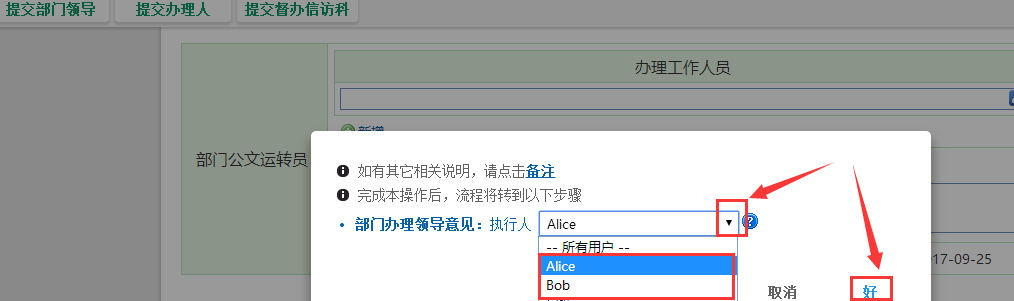 提交部门领导 提交办理人 提交督办信访科
办理工作人员
新增
部门公文运转员
如有其它相关说明，请点击备注
完成本操作后，流程将转到以下步骤
• 部门办理领导意见：执行人 Alice
-- 所有用户 --
Alice
17-09-25
Bob
取消 好